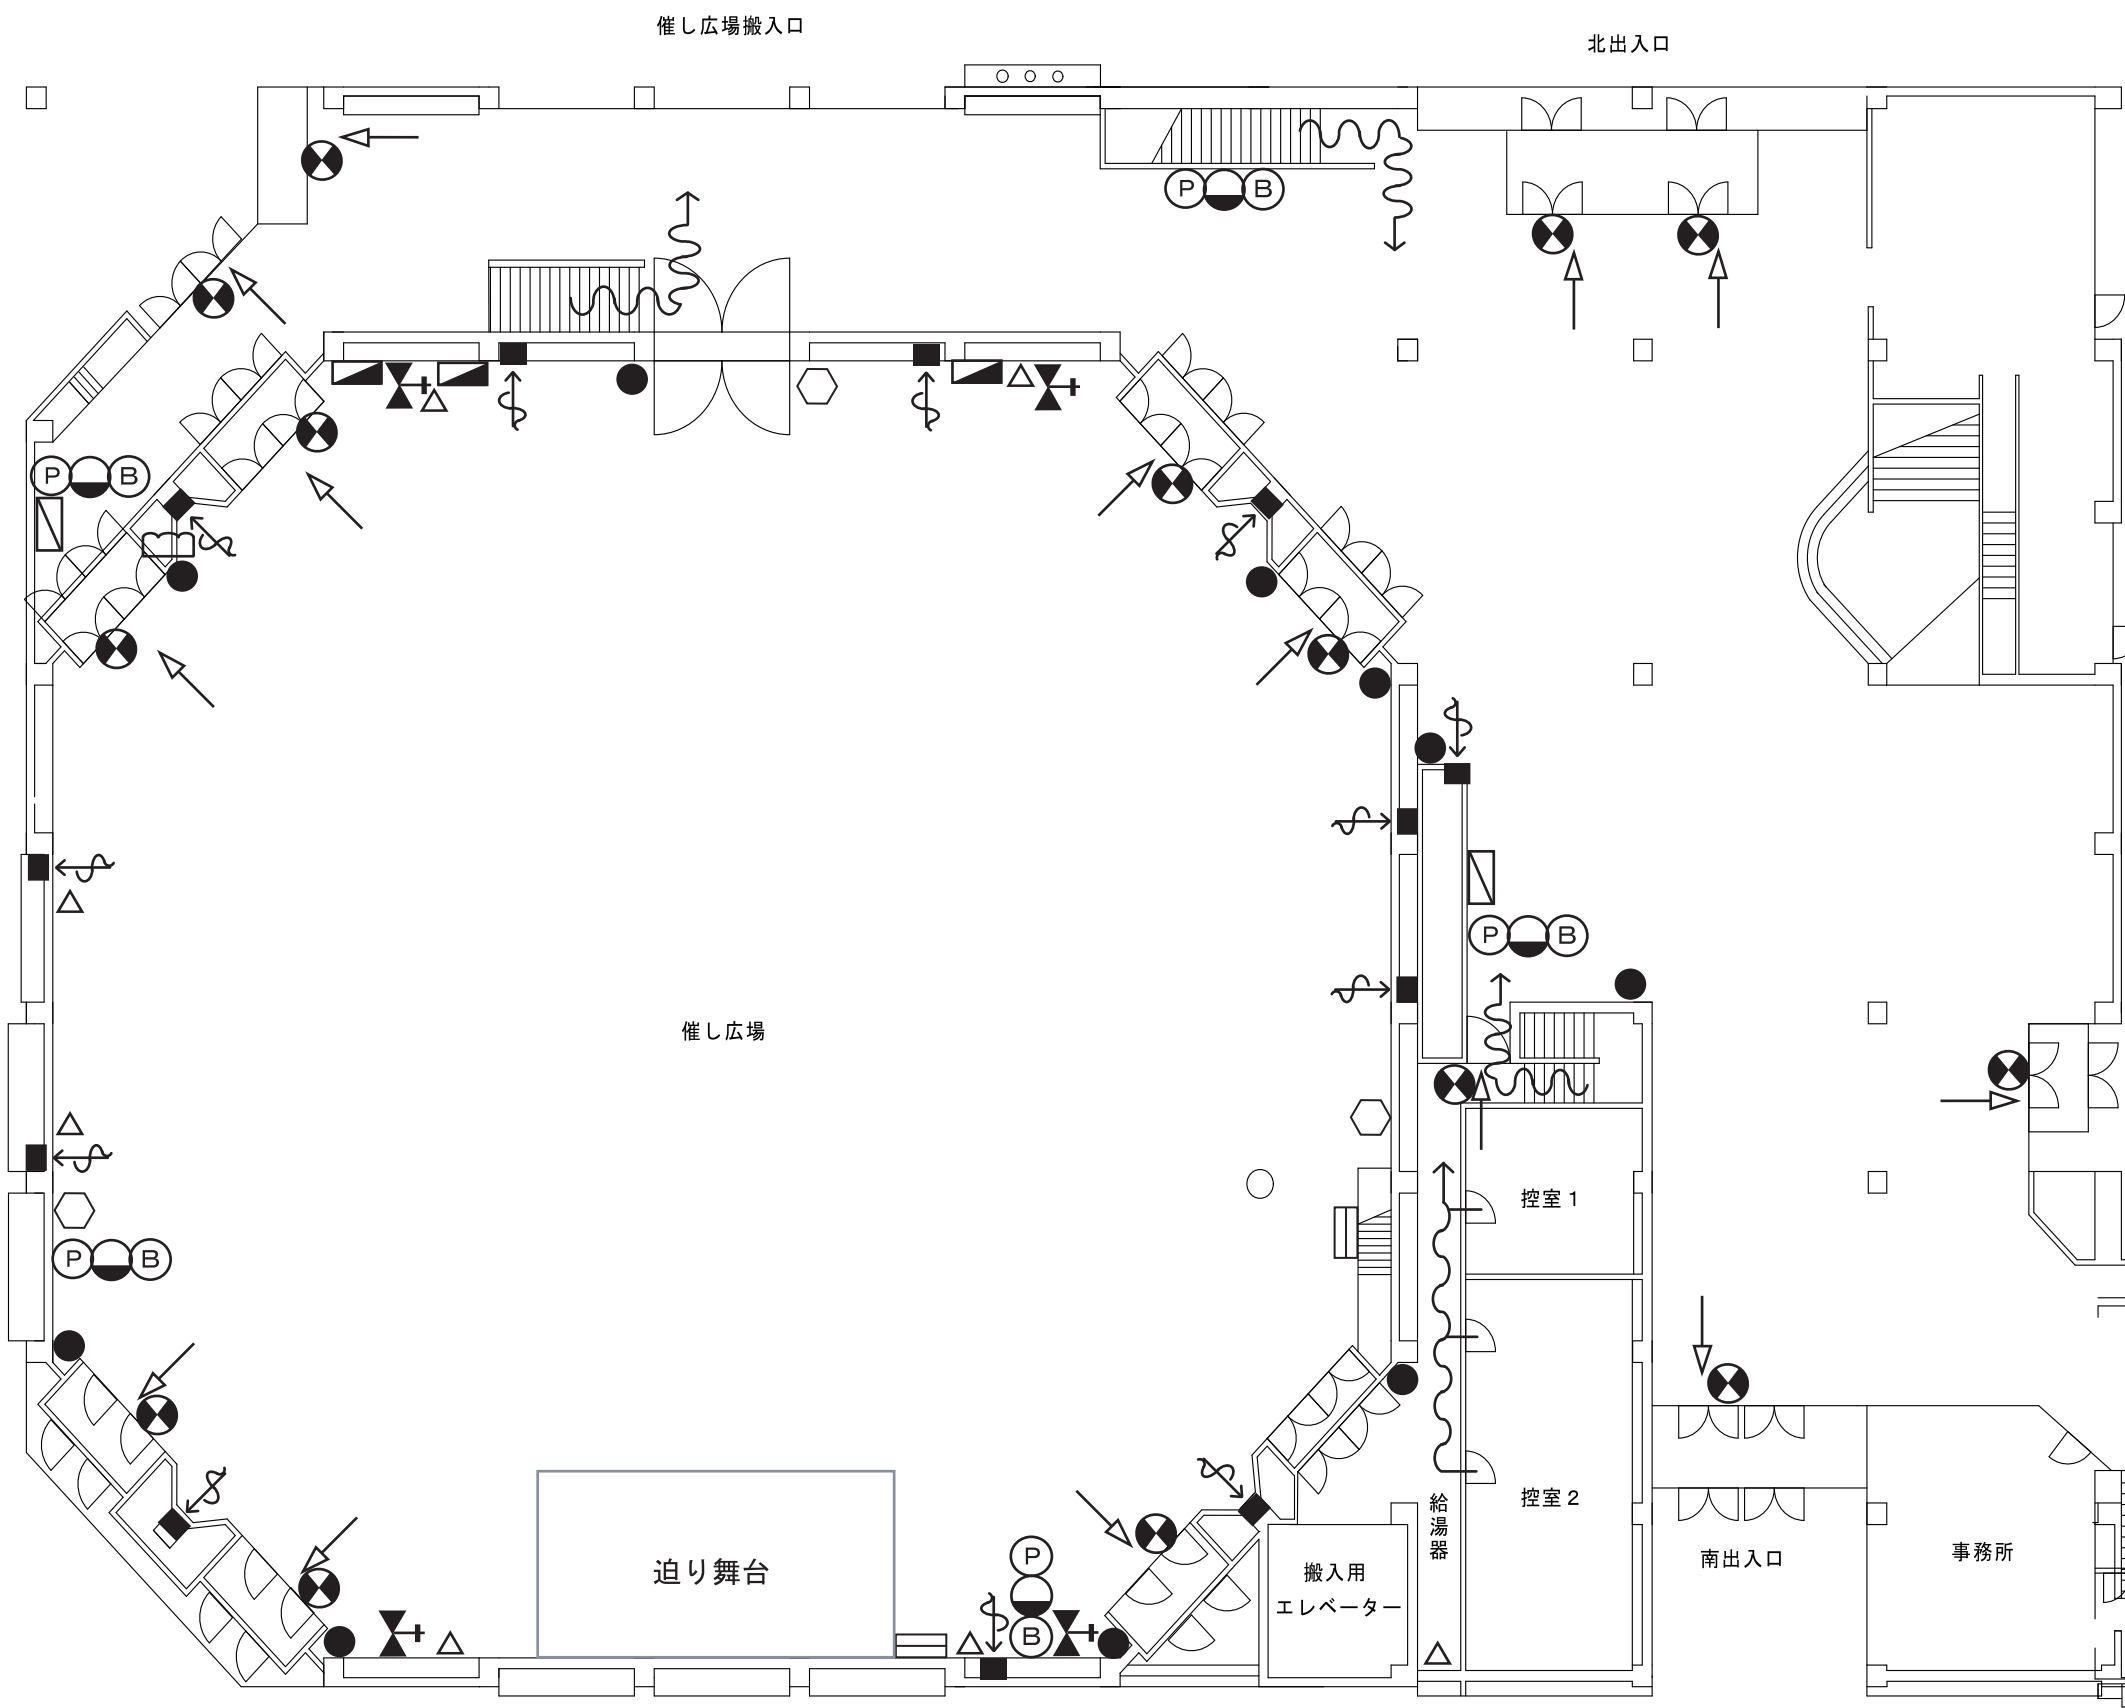 催し広場搬入口
北出入口
P B
P B
P B
催し広場
控室1
P B
控室2
給湯器
迫り舞台
P
B
搬入用
エレベーター
南出入口
事務所